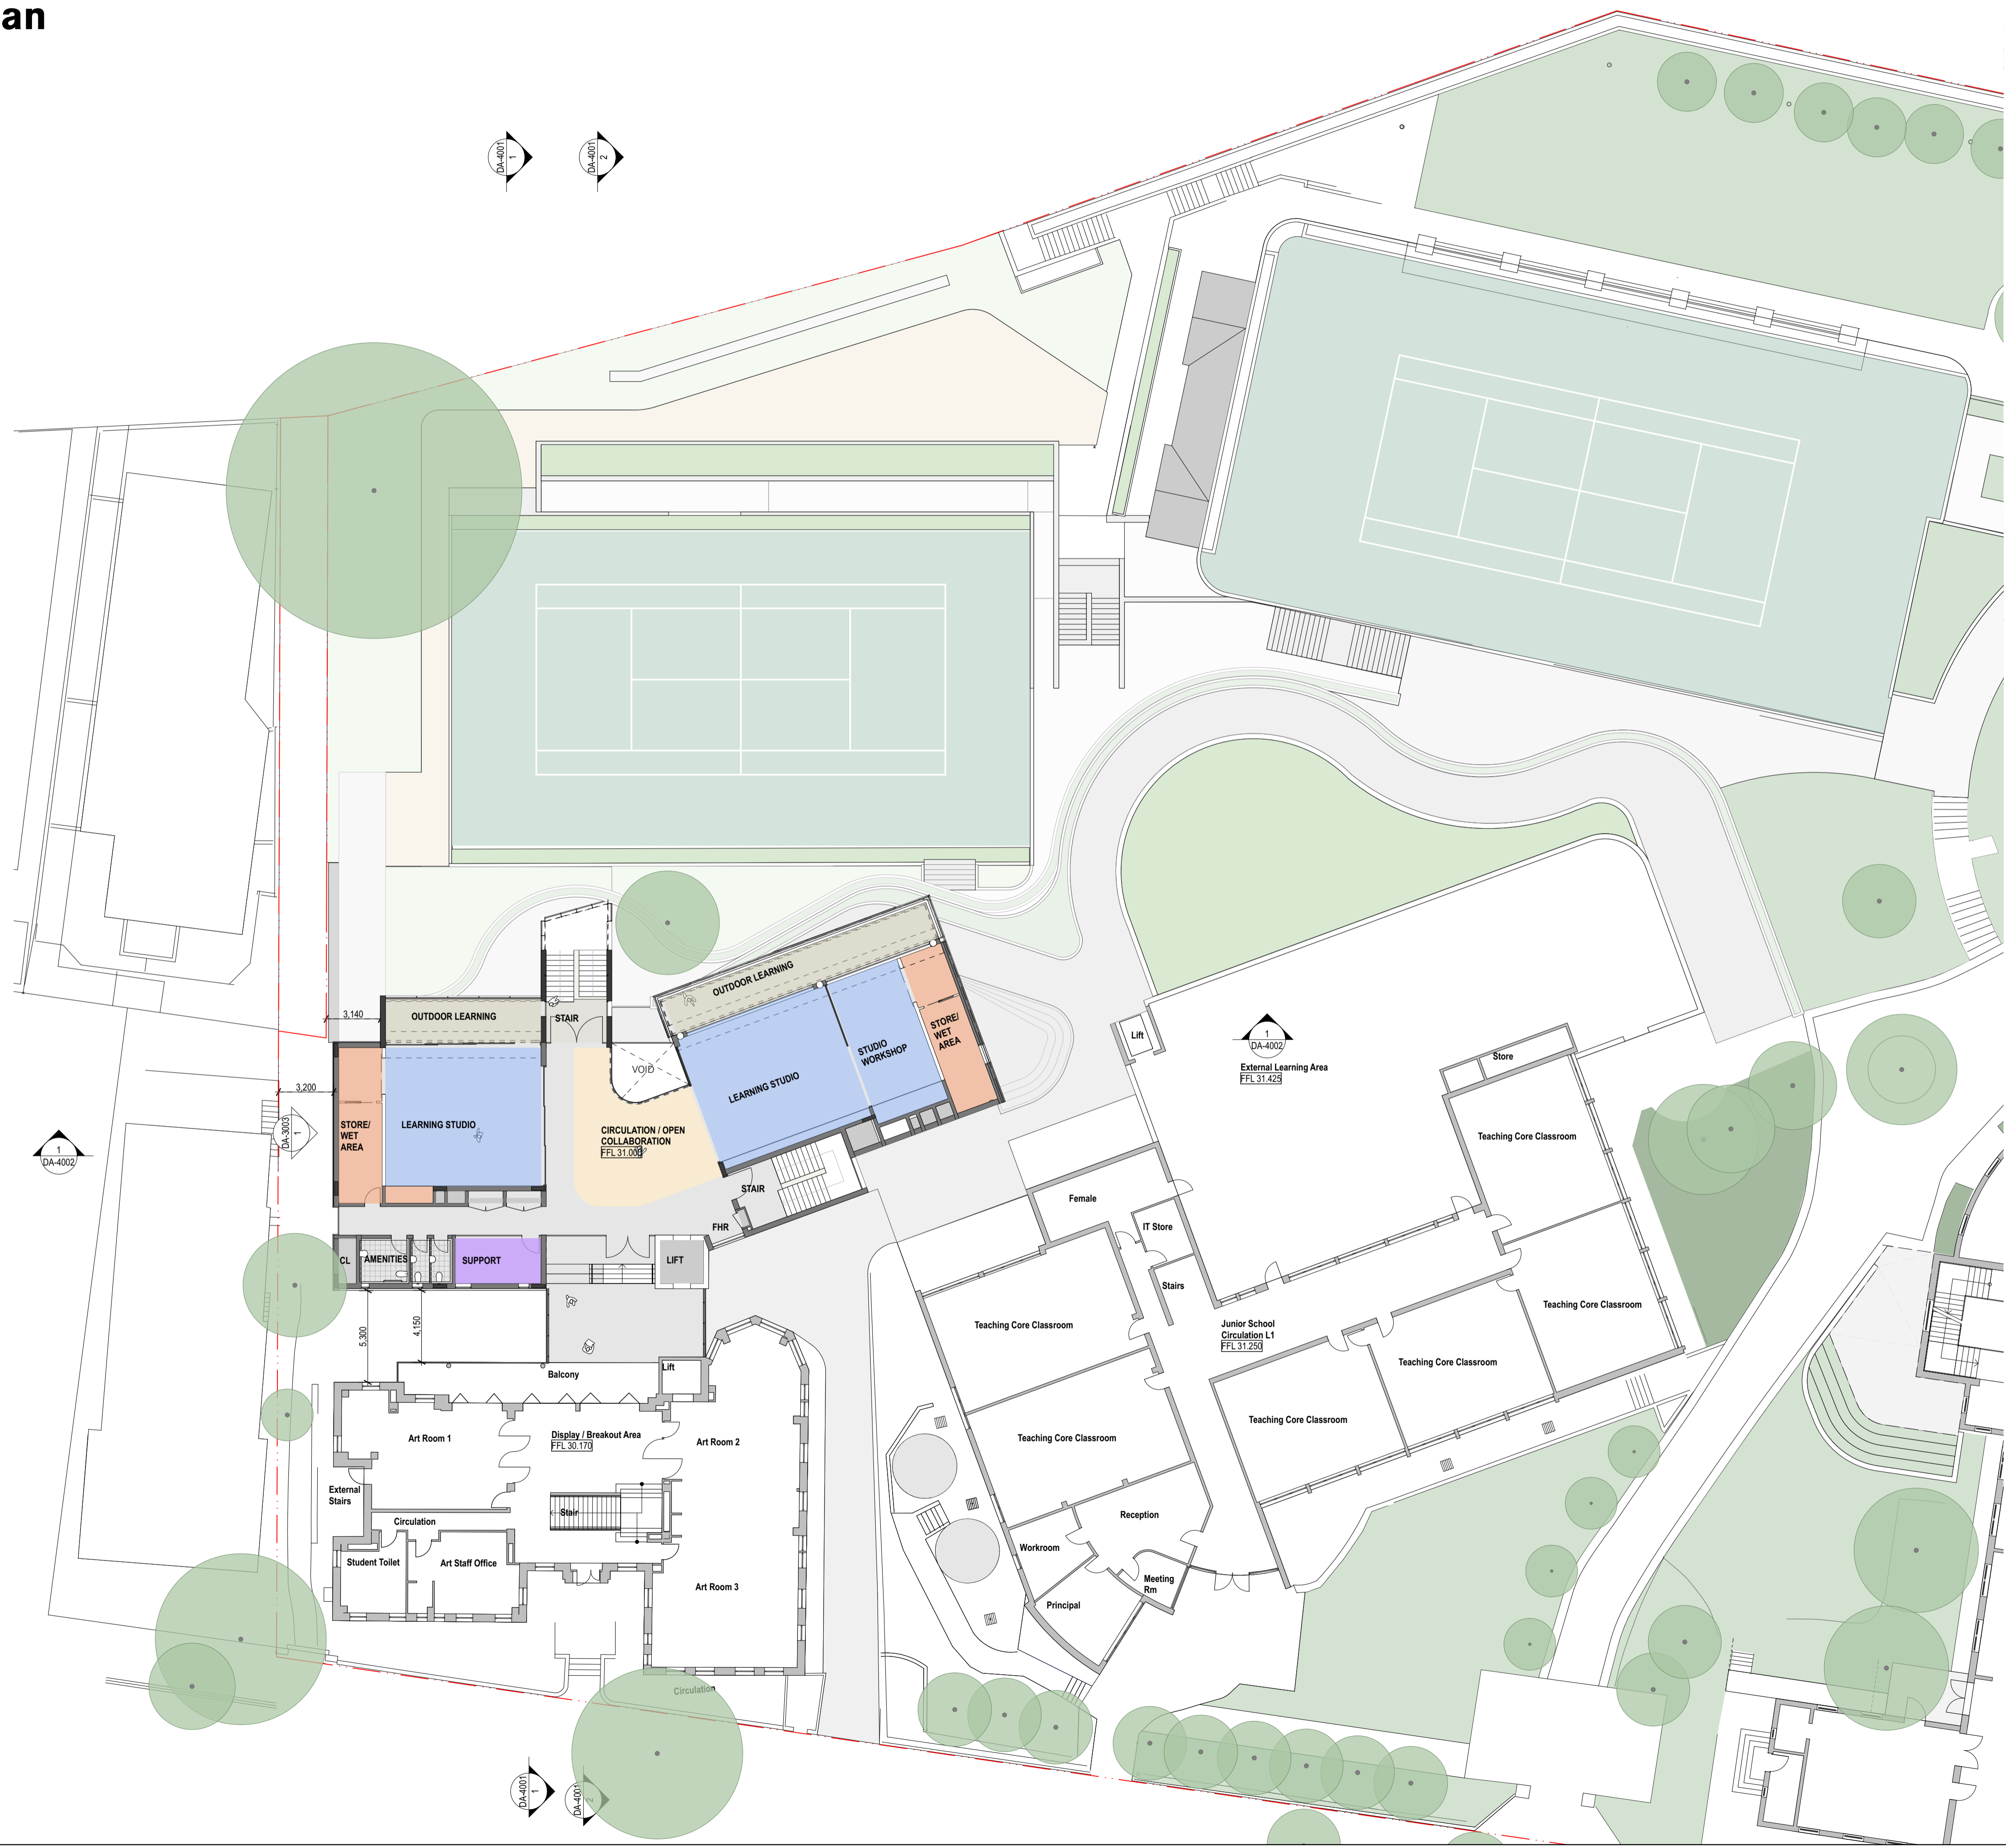 an
DA-4001
1
DA-4001
2
OUTDOOR LEARNING
STAIR
3,140
OUTDOOR LEARNING
VOID
3,200
STORE/
WET
AREA
LEARNING STUDIO
LEARNING STUDIO
STUDIO
WORKSHOP
STORE/
WET
AREA
CIRCULATION / OPEN
COLLABORATION
DA-3003
1
1
DA-4002
STAIR
FHR
CL
AMENITIES
SUPPORT
LIFT
5,300
4,150
Lift
Balcony
Art Room 1
Display / Breakout Area
FFL 30.170
Art Room 2
External
Stairs
Stair
Circulation
Student Toilet
Art Staff Office
Art Room 3
Circulation
DA-4001
1
DA-4001
2
Lift
1
DA-4002
External Learning Area
FFL 31.425
Store
Teaching Core Classroom
Female
IT Store
Stairs
Teaching Core Classroom
Junior School
Circulation L1
FFL 31.250
Teaching Core Classroom
Teaching Core Classroom
Teaching Core Classroom
Teaching Core Classroom
Reception
Workroom
Meeting
Rm
Principal